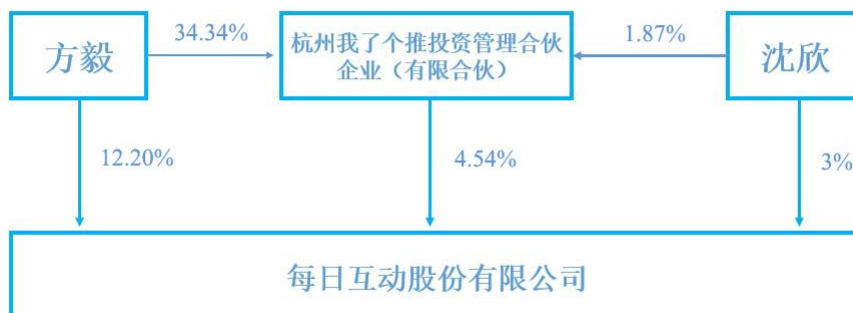 方毅
34.34%
杭州我了个推投资管理合伙
企业（有限合伙）
1.87%
沈欣
12.20%
4.54%
3%
每日互动股份有限公司